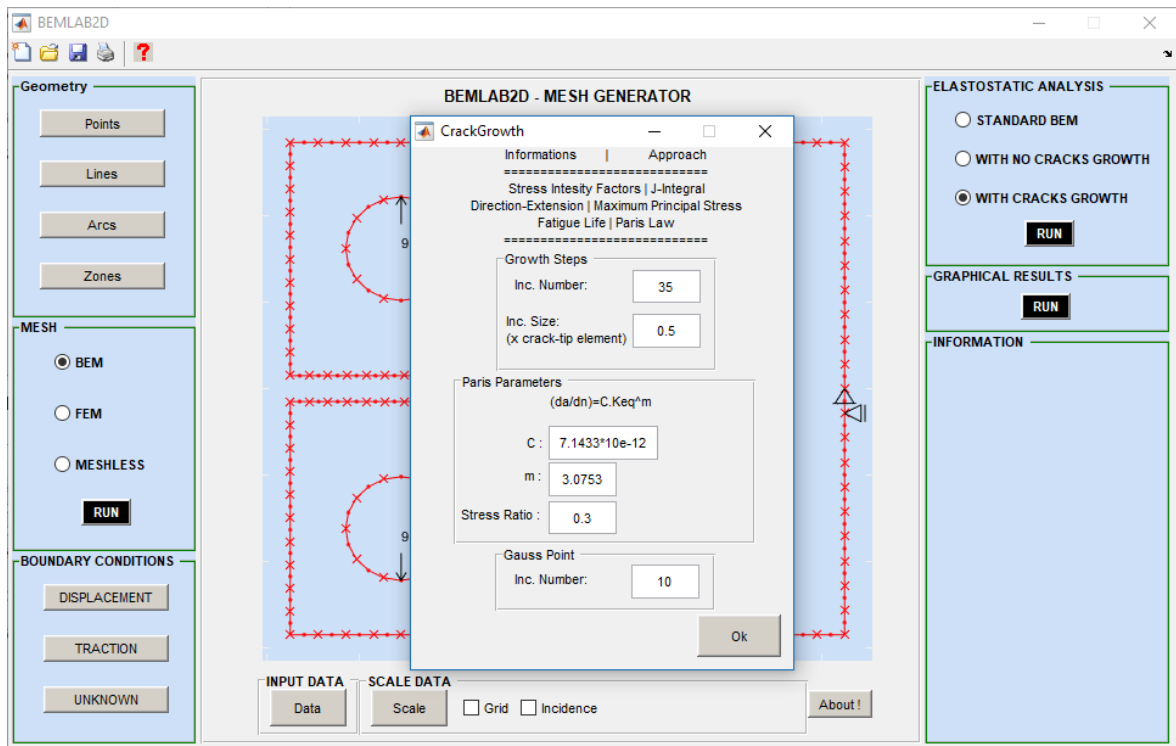 BEMLAB2D
?
Geometry
Points
Lines
Arcs
Zones
MESH
BEM
FEM
MESHLESS
RUN
BOUNDARY CONDITIONS
DISPLACEMENT
TRACTION
UNKNOWN
BEMLAB2D - MESH GENERATOR
9
9
CrackGrowth
Informations | Approach
============================
Stress Intesity Factors | J-Integral
Direction-Extension | Maximum Principal Stress
Fatigue Life | Paris Law
============================
Growth Steps
Inc. Number: 35
Inc. Size:
(x crack-tip element) 0.5
Paris Parameters
(da/dn)=C.Keq^m
C : 7.1433*10e-12
m : 3.0753
Stress Ratio : 0.3
Gauss Point
Inc. Number: 10
Ok
INPUT DATA
Data
SCALE DATA
Scale
Grid
Incidence
About !
ELASTOSTATIC ANALYSIS
STANDARD BEM
WITH NO CRACKS GROWTH
WITH CRACKS GROWTH
RUN
GRAPHICAL RESULTS
RUN
INFORMATION